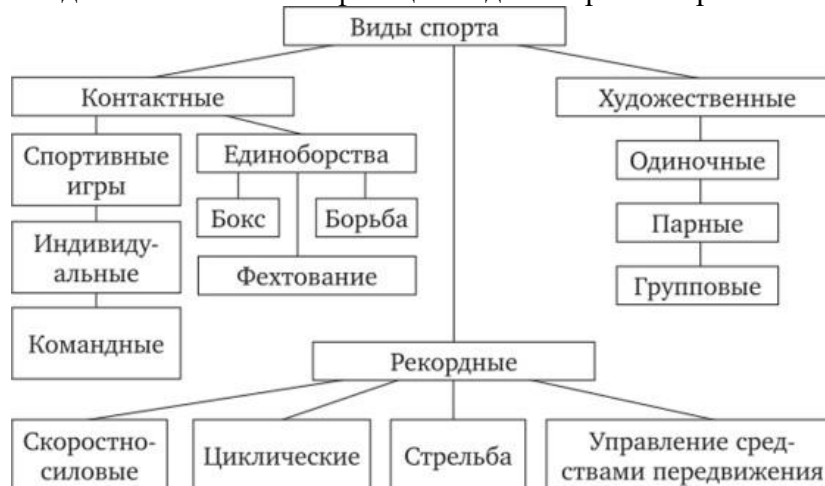 Виды спорта
Контактные
Художественные
Спортивные
игры
Единоборства
Одиночные
Бокс
Борьба
Парные
Индивиду-
альные
Фехтование
Групповые
Командные
Рекордные
Скоростно-
силовые
Циклические
Стрельба
Управление сред-
ствами передвижения